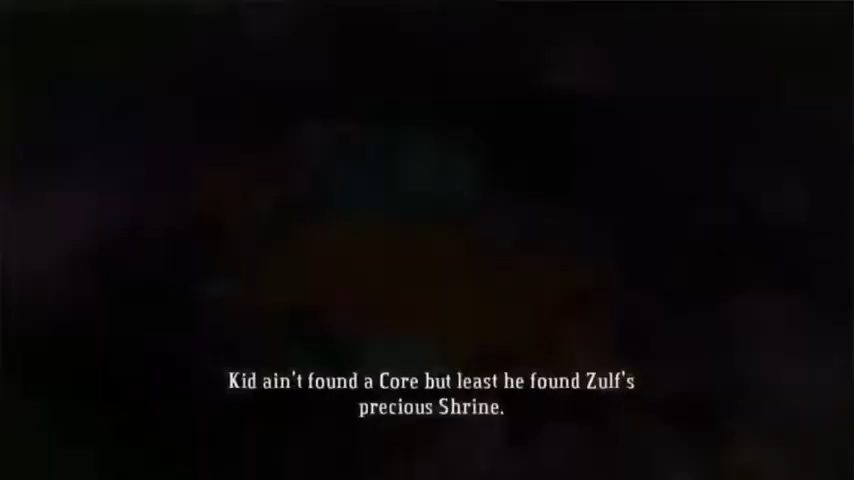 Kid ain't found a Core but least he found Zulf's
precious Shrine.